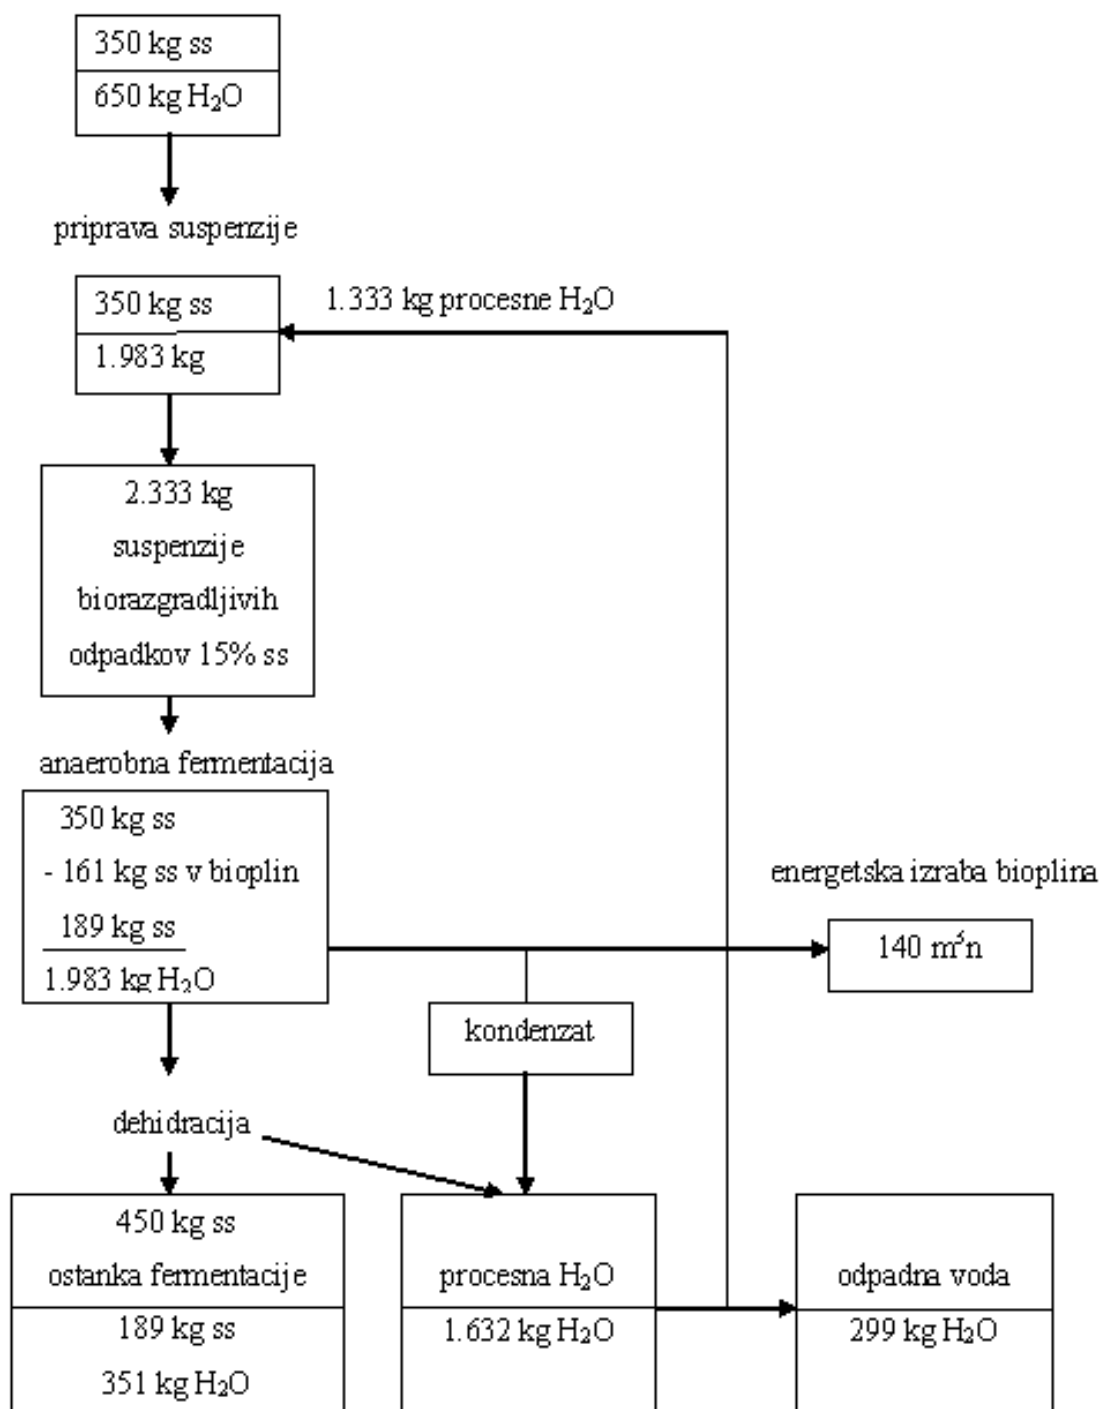 350 kg ss
650 kg H₂O
priprava suspenzije
350 kg ss
1.983 kg
1.333 kg procesne H₂O
2.333 kg
suspenzije
biorazgradljivih
odpadkov 15% ss
anaerobna fermentacija
350 kg ss
- 161 kg ss v bioplin
189 kg ss
1.983 kg H₂O
energetska izraba bioplina
140 m³n
kondenzat
dehidracija
450 kg ss
ostanka fermentacije
189 kg ss
351 kg H₂O
procesna H₂O
1.632 kg H₂O
odpadna voda
299 kg H₂O